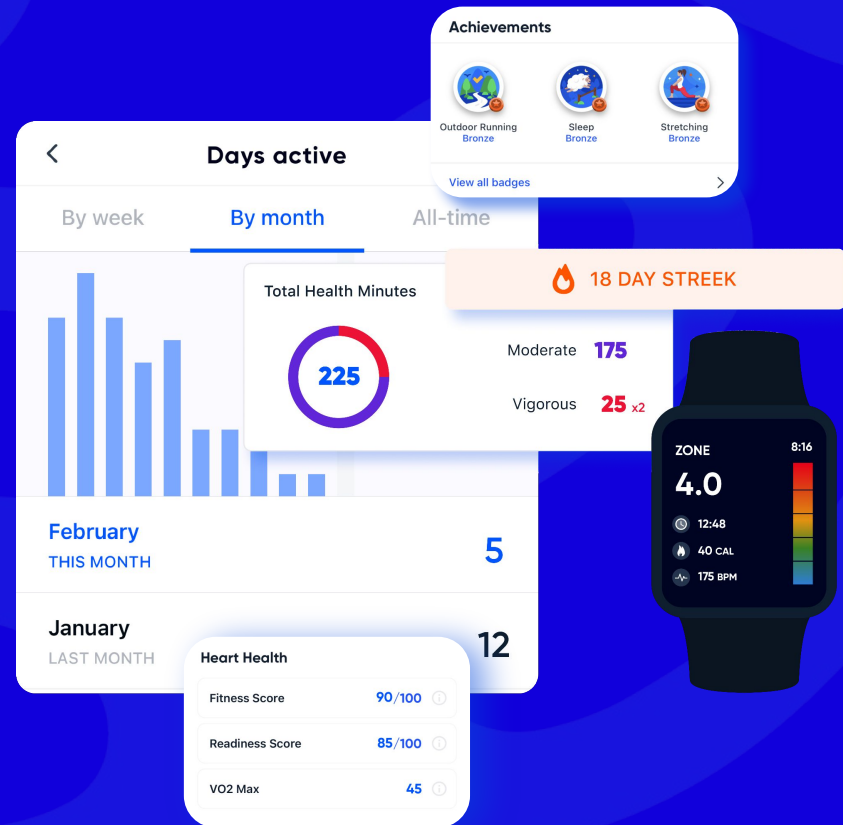 Achievements
Outdoor Running
Bronze
Sleep
Bronze
Stretching
Bronze
View all badges
Days active
By week By month All-time
18 DAY STREEK
Total Health Minutes
225
Moderate 175
Vigorous 25 x2
ZONE 8:16
4.0
12:48
40 CAL
175 BPM
February
THIS MONTH
5
January
LAST MONTH
12
Heart Health
Fitness Score 90/100
Readiness Score 85/100
VO2 Max 45